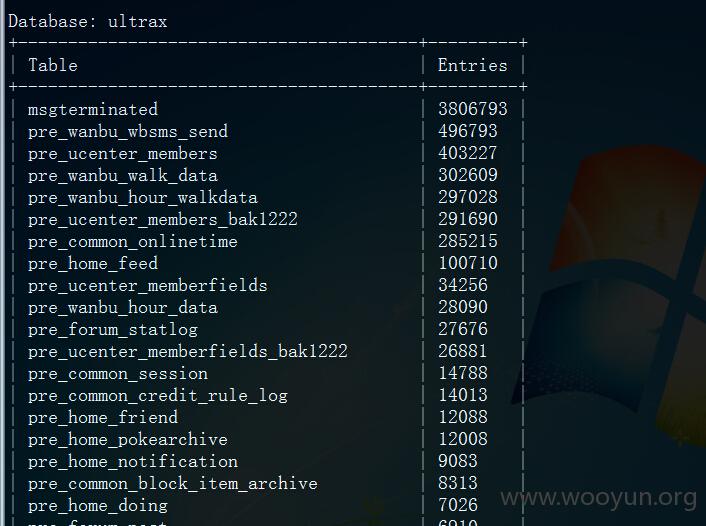 Database: ultrax
+----------------------------------------+---------+
| Table | Entries |
+----------------------------------------+---------+
| msgterminated | 3806793 |
| pre_wanbu_wbsms_send | 496793 |
| pre_ucenter_members | 403227 |
| pre_wanbu_walk_data | 302609 |
| pre_wanbu_hour_walkdata | 297028 |
| pre_ucenter_members_bak1222 | 291690 |
| pre_common_onlinetime | 285215 |
| pre_home_feed | 100710 |
| pre_ucenter_memberfields | 34256 |
| pre_wanbu_hour_data | 28090 |
| pre_forum_statlog | 27676 |
| pre_ucenter_memberfields_bak1222 | 26881 |
| pre_common_session | 14788 |
| pre_common_credit_rule_log | 14013 |
| pre_home_friend | 12088 |
| pre_home_pokearchive | 12008 |
| pre_home_notification | 9083 |
| pre_common_block_item_archive | 8313 |
| pre_home_doing | 7026 |
www.wooyun.org